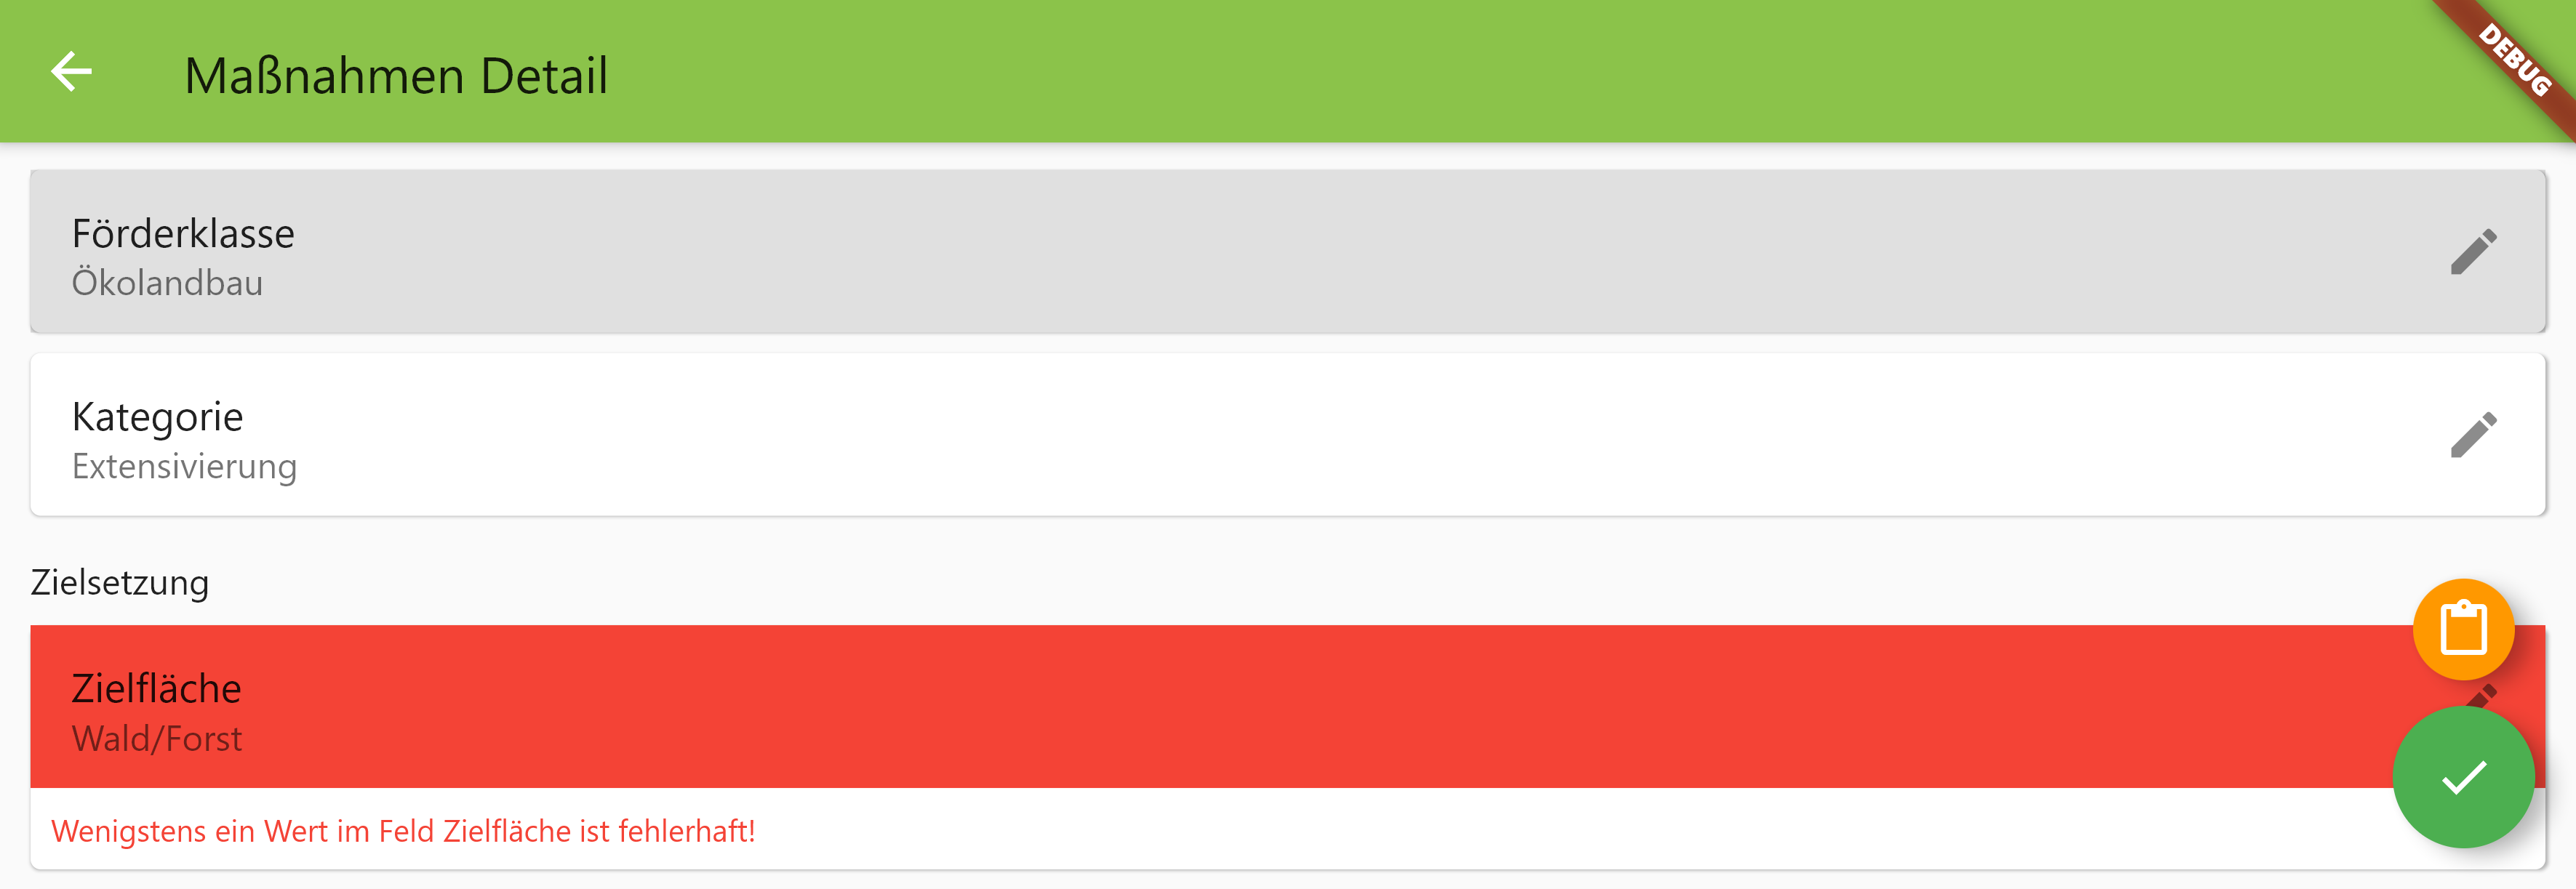 Maßnahmen Detail
DEBUG
Förderklasse
Ökolandbau
Kategorie
Extensivierung
Zielsetzung
Zielfläche
Wald/Forst
Wenigstens ein Wert im Feld Zielfläche ist fehlerhaft!